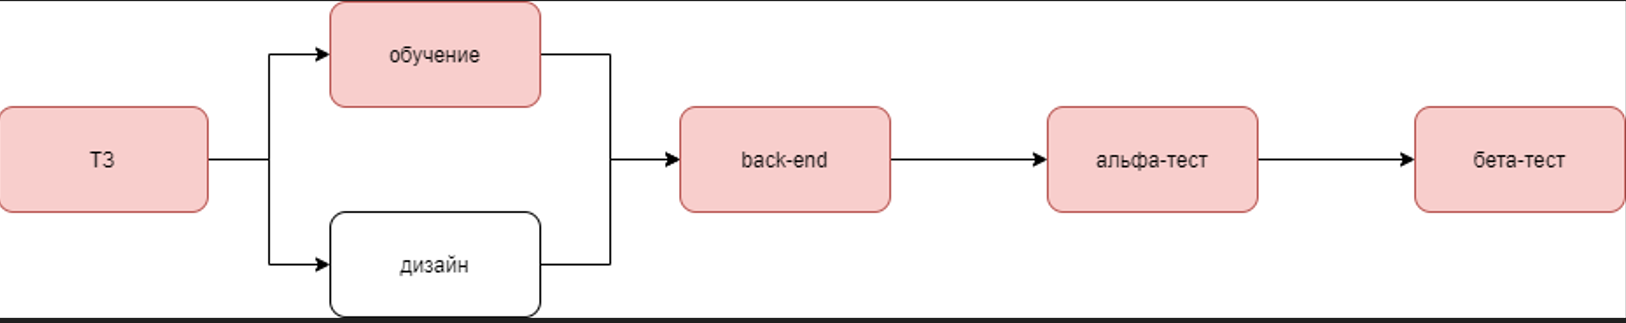 обучение
ТЗ
back-end
альфа-тест
бета-тест
дизайн